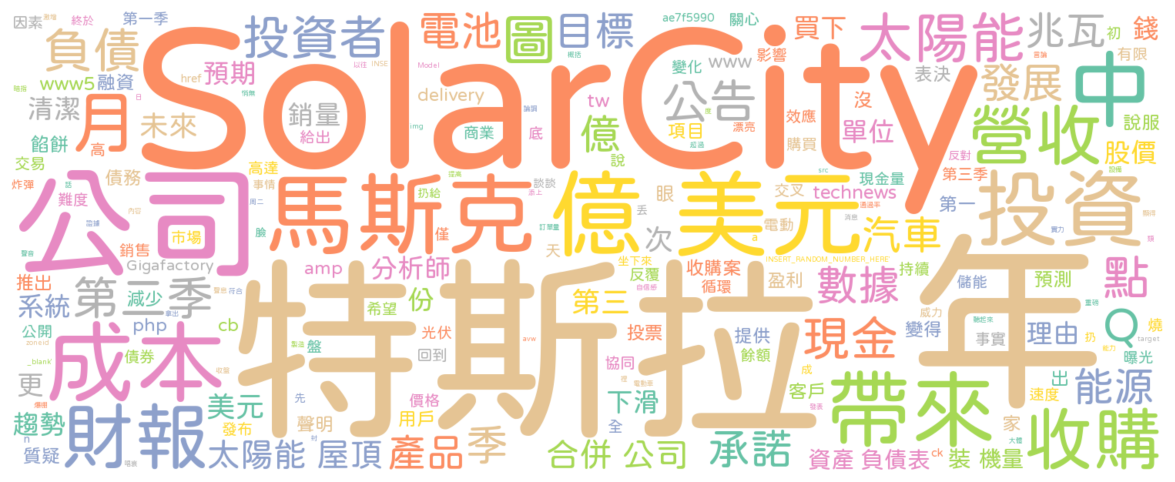 因素 終於 第一季 投資者 電池 圖 目標 ae7f5990 關心 買下 太陽能 兆瓦 初 錢
負債 SolarCity 影響 有限
www5 融資 href 預期 變化 www 表決 發展 中
清潔 月 未來 銷量 delivery 公告 tw 效應 沒 說服
餡餅 給出 商業 底 億 項目 漂亮 購買 單位 營收 股價
交易 高 img 說 反對
炸彈 債務 高達 事情 公司 馬斯克 扔給 談談 億 美元 眼 交叉 現金量 technews 第三季 第一 投資
難度 丟 次 電動 汽車
臉 僅 天 a
銷售 市場 Gigafactory amp 分析師 坐下來 反覆 收購案 循環 盈利 INSERT_RANDOM_NUMBER_HERE 數據 持續 儲能 預測 點
推出 系統 第二季 減少 希望 份 第三 威力 年
公開 php cb 特斯拉 光伏 投票 提供 現金 變得 事實 理由 Q 燒
成本 債券 盤 回到 協同 餘額 扔 曝光 target
_blank 更 成 客戶 速度 出 能源
美元 先 價格 下滑 帶來
趨勢 財報 發布 聲明 用戶 季 全 家 收購
n 質疑 太陽能 屋頂 產品 合併 公司 承諾 資產 負債表 ck 裝 機量